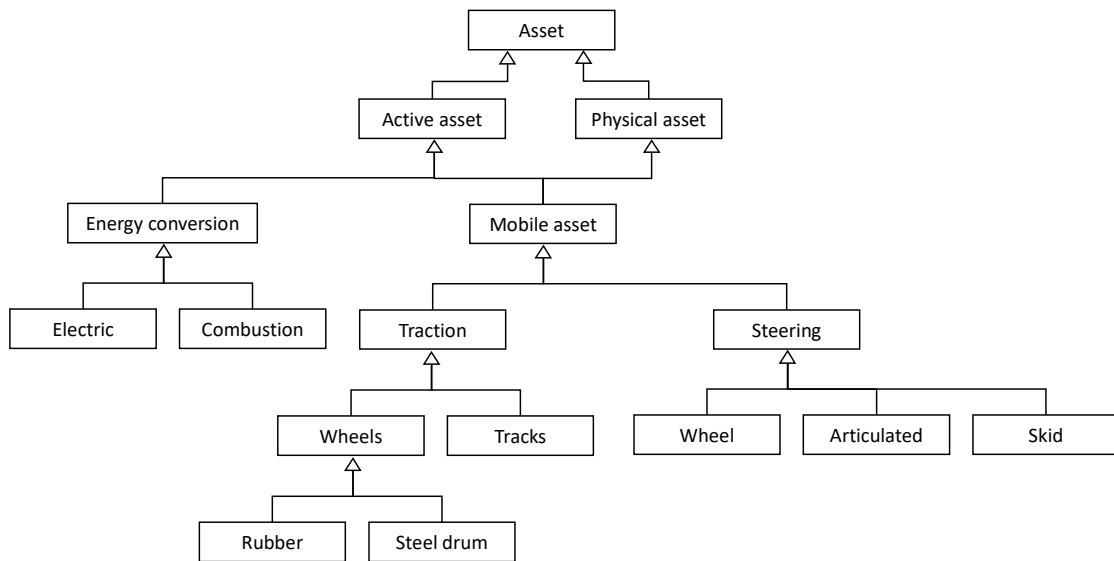 Asset
Active asset
Physical asset
Energy conversion
Mobile asset
Electric
Combustion
Traction
Steering
Wheels
Tracks
Wheel
Articulated
Skid
Rubber
Steel drum